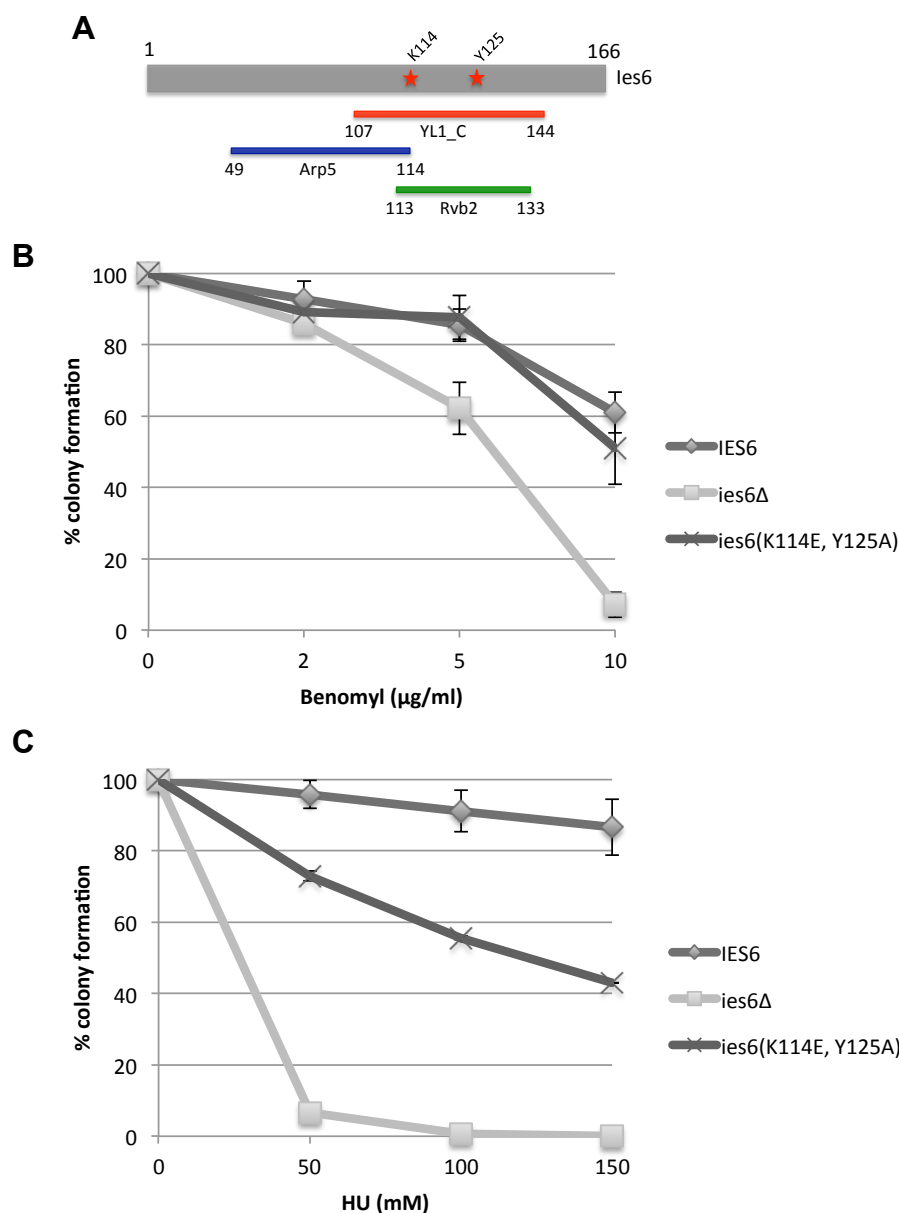 A
K114 Y125
1 166
Ies6
107 YL1_C 144
49 Arp5 114
113 Rvb2 133
B
% colony formation
100
80
60
40
20
0
0 2 5 10
Benomyl (µg/ml)
IES6
ies6Δ
ies6(K114E, Y125A)
C
% colony formation
100
80
60
40
20
0
0 50 100 150
HU (mM)
IES6
ies6Δ
ies6(K114E, Y125A)